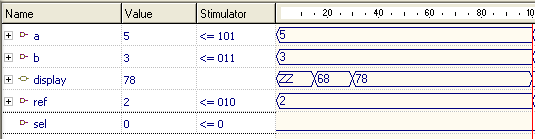 Name Value Stimulator 20 40 60 80 10
a 5 <= 101 5
b 3 <= 011 3
display 78 ZZ 68 78
ref 2 <= 010 2
sel 0 <= 0